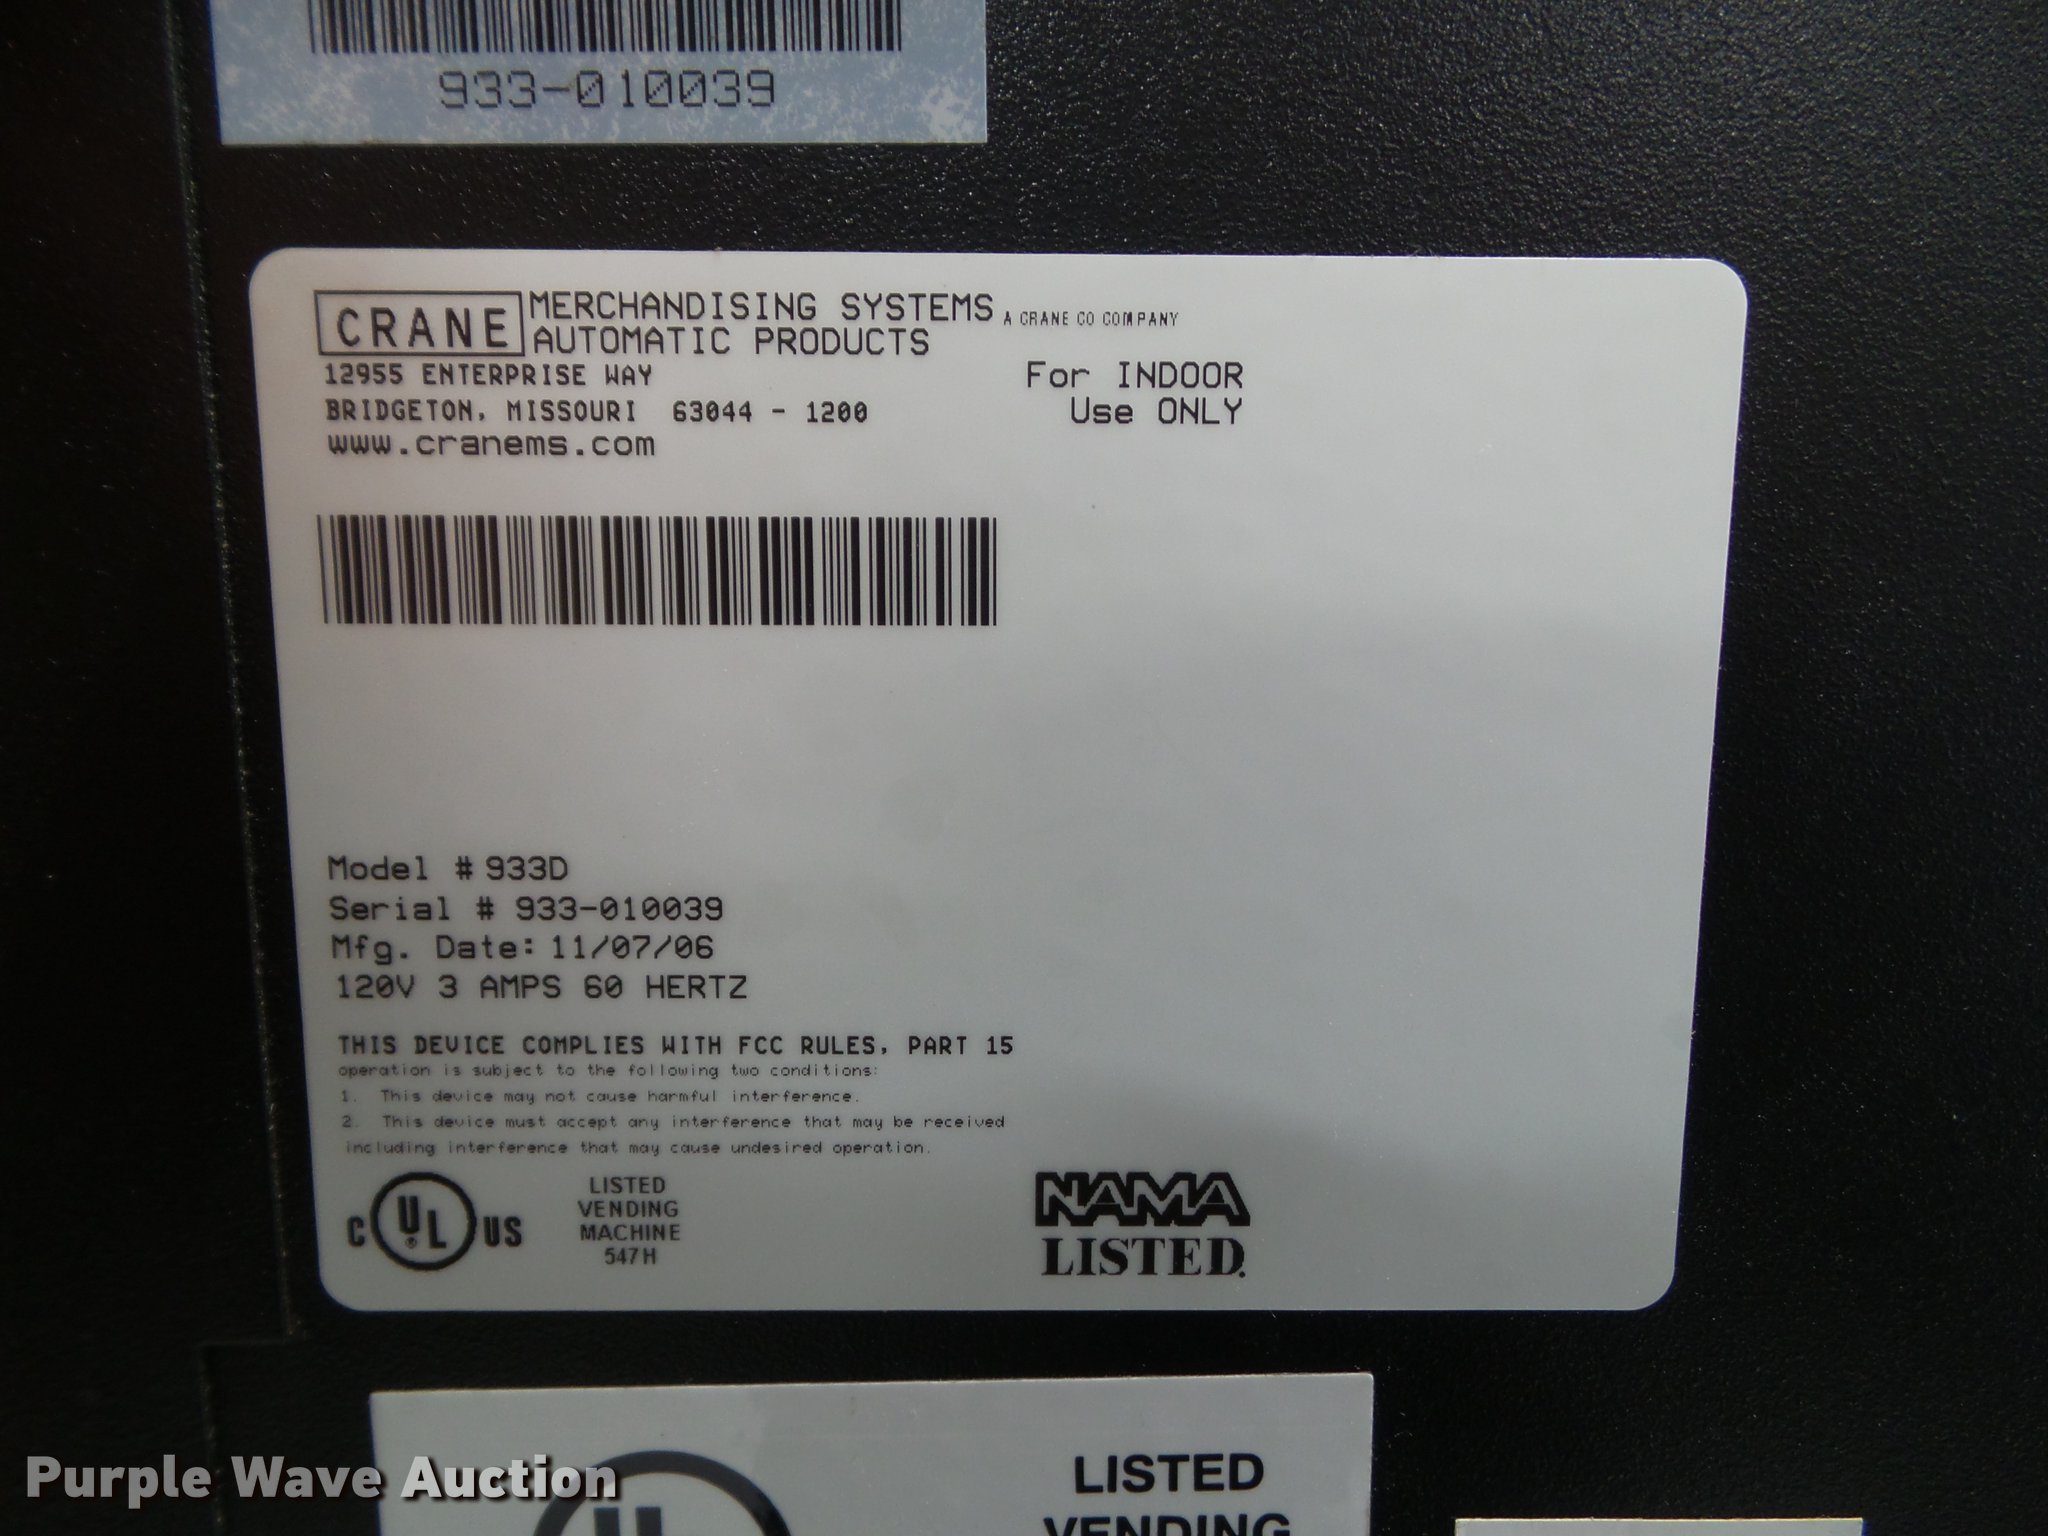 933-010039
CRANE MERCHANDISING SYSTEMS A CRANE CO COMPANY
AUTOMATIC PRODUCTS
12955 ENTERPRISE WAY
BRIDGETON, MISSOURI 63044 - 1200
www.cranems.com
For INDOOR
Use ONLY
Model # 933D
Serial # 933-010039
Mfg. Date: 11/07/06
120V 3 AMPS 60 HERTZ
THIS DEVICE COMPLIES WITH FCC RULES, PART 15
operation is subject to the following two conditions:
1. This device may not cause harmful interference.
2. This device must accept any interference that may be received
including interference that may cause undesired operation.
C UL ® US
LISTED
VENDING
MACHINE
547H
NAMA
LISTED.
UL
LISTED
VENDING
Purple Wave Auction